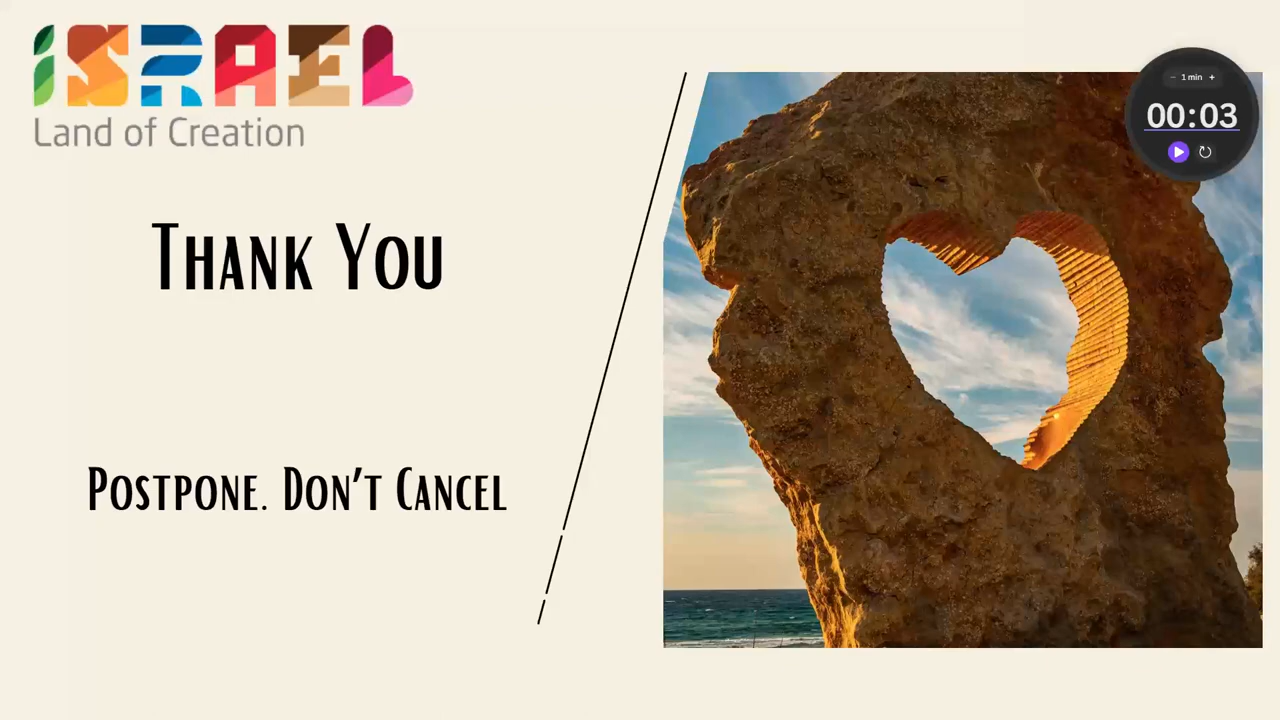 iSRAEL
Land of Creation
− 1 min +
00:03
Thank You
Postpone. Don't Cancel